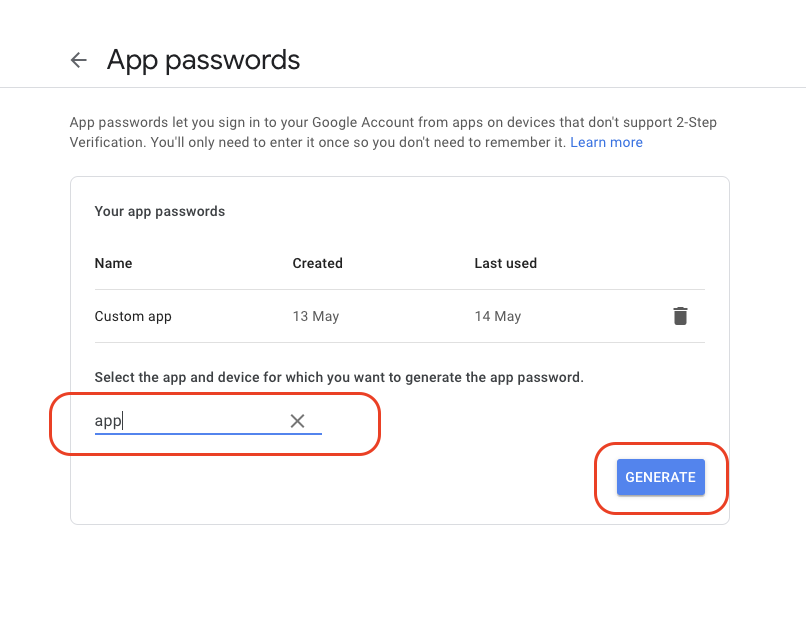 App passwords
App passwords let you sign in to your Google Account from apps on devices that don't support 2-Step
Verification. You'll only need to enter it once so you don't need to remember it. Learn more
Your app passwords
Name Created Last used
Custom app 13 May 14 May
Select the app and device for which you want to generate the app password.
app
GENERATE